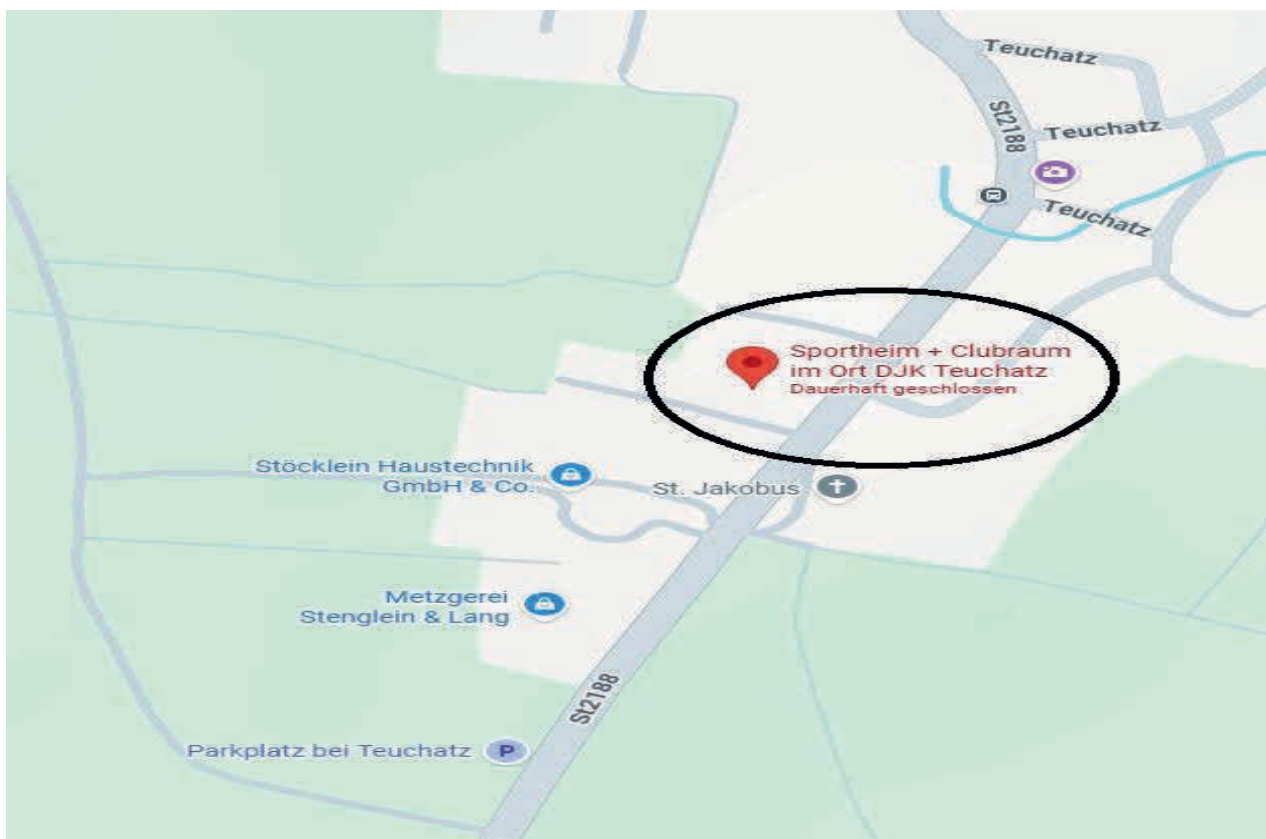 Teuchatz
St2188
Teuchatz
Teuchatz
Sportheim + Clubraum
im Ort DJK Teuchatz
Dauerhaft geschlossen
Stöcklein Haustechnik
GmbH & Co.
St. Jakobus
Metzgerei
Stenglein & Lang
St2188
Parkplatz bei Teuchatz
P